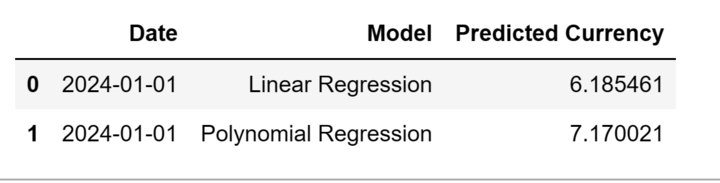 Date Model Predicted Currency
0 2024-01-01 Linear Regression 6.185461
1 2024-01-01 Polynomial Regression 7.170021